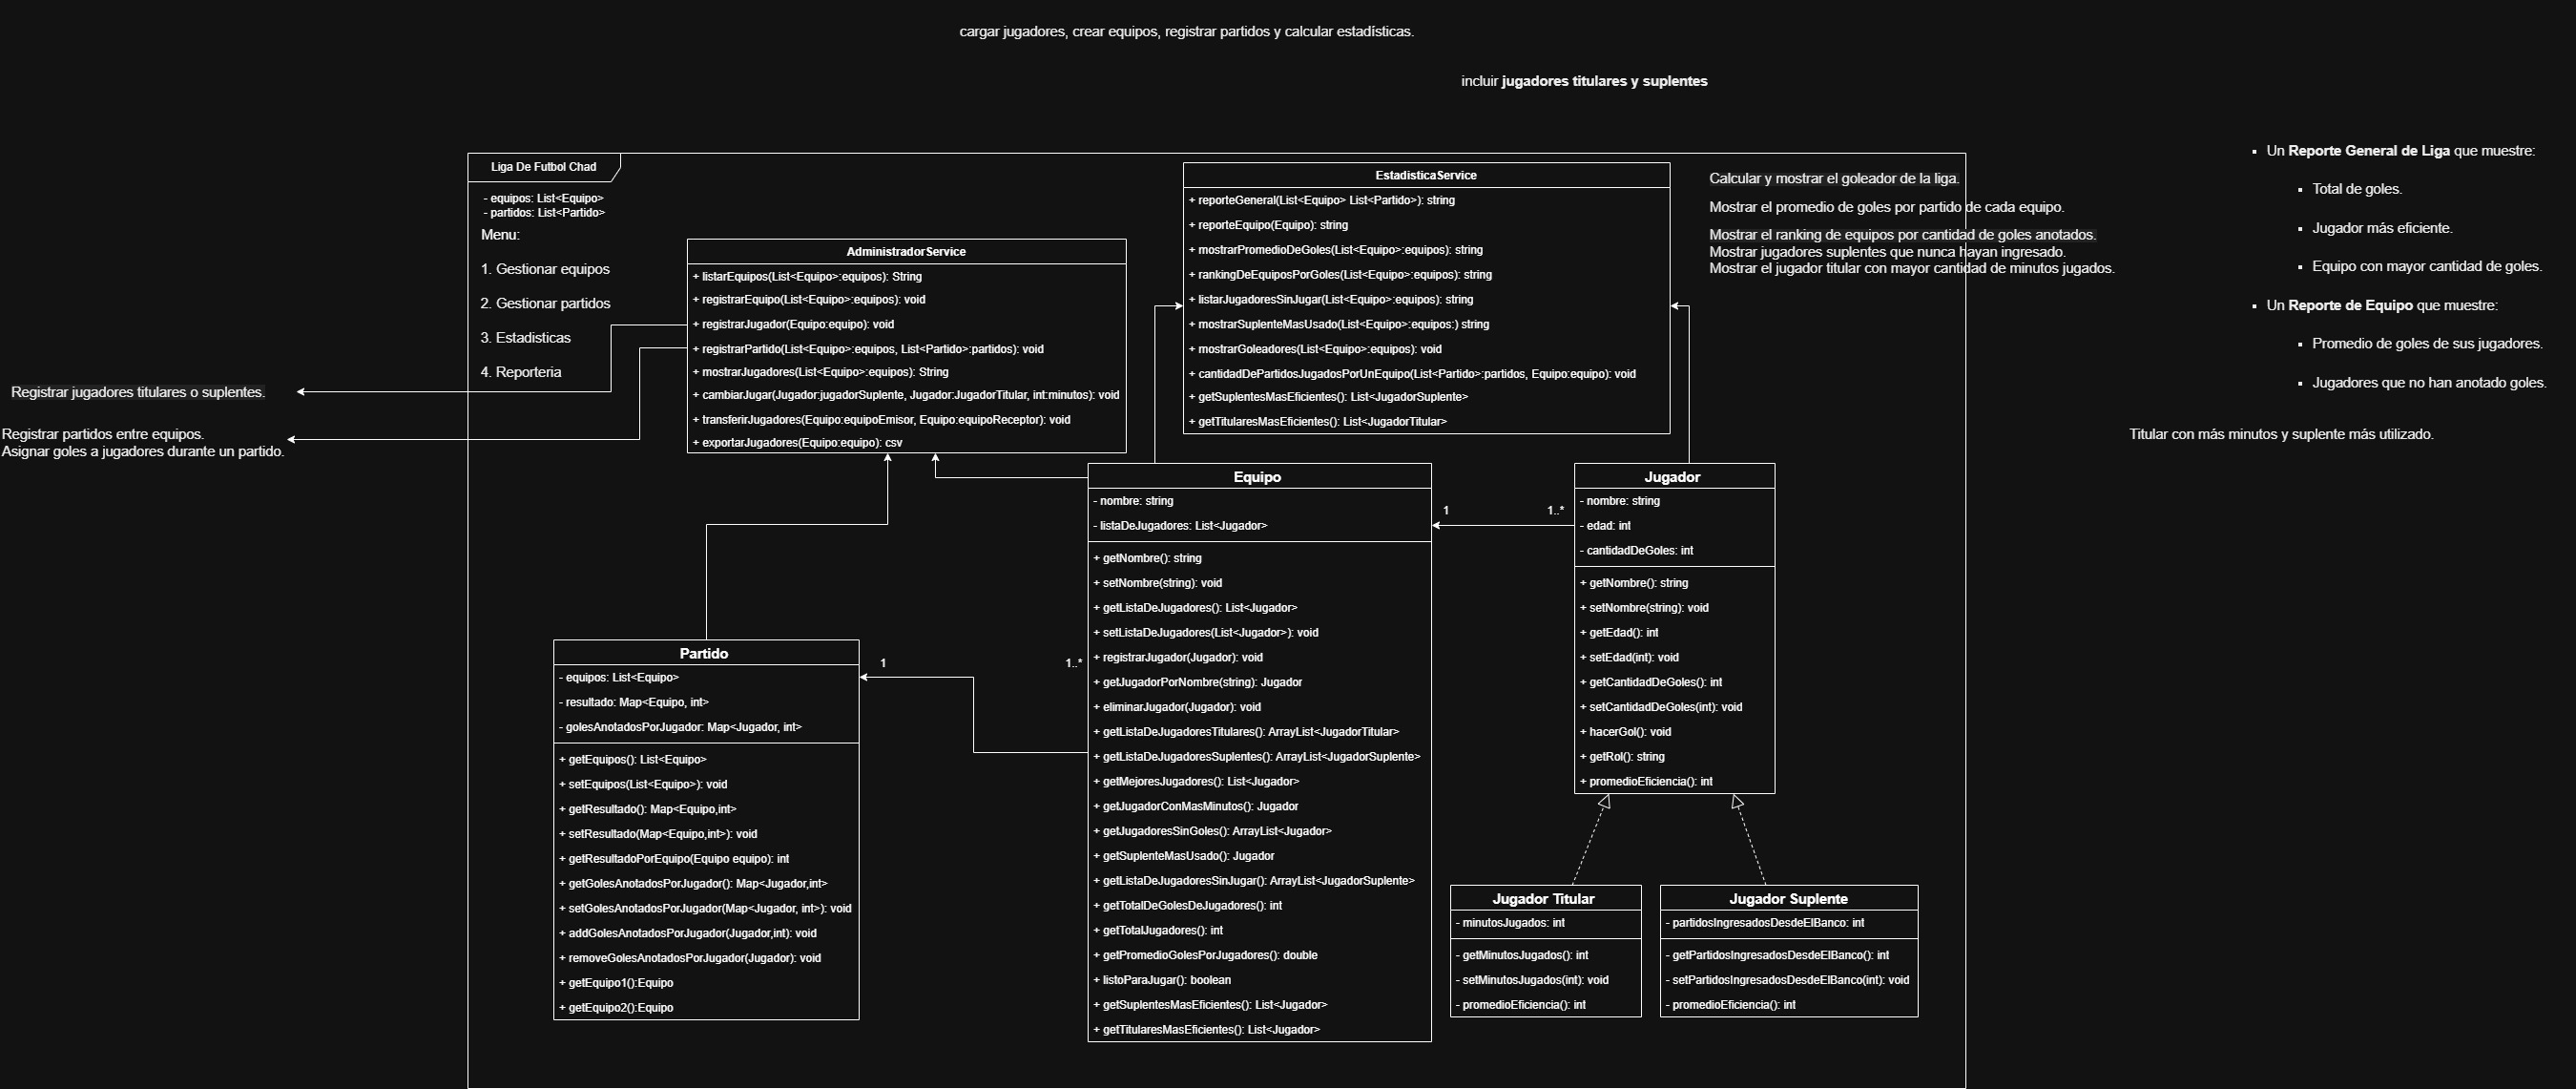 cargar jugadores, crear equipos, registrar partidos y calcular estadísticas.
incluir jugadores titulares y suplentes
Liga De Futbol Chad
- equipos: List<Equipo>
- partidos: List<Partido>
Menu:
1. Gestionar equipos
2. Gestionar partidos
3. Estadisticas
4. Reporteria
Registrar jugadores titulares o suplentes.
Registrar partidos entre equipos.
Asignar goles a jugadores durante un partido.
AdministradorService
+ listarEquipos(List<Equipo>:equipos): String
+ registrarEquipo(List<Equipo>:equipos): void
+ registrarJugador(Equipo:equipo): void
+ registrarPartido(List<Equipo>:equipos, List<Partido>:partidos): void
+ mostrarJugadores(List<Equipo>:equipos): String
+ cambiarJugar(Jugador:jugadorSuplente, Jugador:JugadorTitular, int:minutos): void
+ transferirJugadores(Equipo:equipoEmisor, Equipo:equipoReceptor): void
+ exportarJugadores(Equipo:equipo): csv
EstadisticaService
+ reporteGeneral(List<Equipo> List<Partido>): string
+ reporteEquipo(Equipo): string
+ mostrarPromedioDeGoles(List<Equipo>:equipos): string
+ rankingDeEquiposPorGoles(List<Equipo>:equipos): string
+ listarJugadoresSinJugar(List<Equipo>:equipos): string
+ mostrarSuplenteMasUsado(List<Equipo>:equipos:) string
+ mostrarGoleadores(List<Equipo>:equipos): void
+ cantidadDePartidosJugadosPorUnEquipo(List<Partido>:partidos, Equipo:equipo): void
+ getSuplentesMasEficientes(): List<JugadorSuplente>
+ getTitularesMasEficientes(): List<JugadorTitular>
Calcular y mostrar el goleador de la liga.
Mostrar el promedio de goles por partido de cada equipo.
Mostrar el ranking de equipos por cantidad de goles anotados.
Mostrar jugadores suplentes que nunca hayan ingresado.
Mostrar el jugador titular con mayor cantidad de minutos jugados.
▪ Un Reporte General de Liga que muestre:
▪ Total de goles.
▪ Jugador más eficiente.
▪ Equipo con mayor cantidad de goles.
▪ Un Reporte de Equipo que muestre:
▪ Promedio de goles de sus jugadores.
▪ Jugadores que no han anotado goles.
Titular con más minutos y suplente más utilizado.
Partido
- equipos: List<Equipo>
- resultado: Map<Equipo, int>
- golesAnotadosPorJugador: Map<Jugador, int>
+ getEquipos(): List<Equipo>
+ setEquipos(List<Equipo>): void
+ getResultado(): Map<Equipo,int>
+ setResultado(Map<Equipo,int>): void
+ getResultadoPorEquipo(Equipo equipo): int
+ getGolesAnotadosPorJugador(): Map<Jugador,int>
+ setGolesAnotadosPorJugador(Map<Jugador, int>): void
+ addGolesAnotadosPorJugador(Jugador,int): void
+ removeGolesAnotadosPorJugador(Jugador): void
+ getEquipo1():Equipo
+ getEquipo2():Equipo
1
1..*
Equipo
- nombre: string
- listaDeJugadores: List<Jugador>
+ getNombre(): string
+ setNombre(string): void
+ getListaDeJugadores(): List<Jugador>
+ setListaDeJugadores(List<Jugador>): void
+ registrarJugador(Jugador): void
+ getJugadorPorNombre(string): Jugador
+ eliminarJugador(Jugador): void
+ getListaDeJugadoresTitulares(): ArrayList<JugadorTitular>
+ getListaDeJugadoresSuplentes(): ArrayList<JugadorSuplente>
+ getMejoresJugadores(): List<Jugador>
+ getJugadorConMasMinutos(): Jugador
+ getJugadoresSinGoles(): ArrayList<Jugador>
+ getSuplenteMasUsado(): Jugador
+ getListaDeJugadoresSinJugar(): ArrayList<JugadorSuplente>
+ getTotalDeGolesDeJugadores(): int
+ getTotalJugadores(): int
+ getPromedioGolesPorJugadores(): double
+ listoParaJugar(): boolean
+ getSuplentesMasEficientes(): List<Jugador>
+ getTitularesMasEficientes(): List<Jugador>
1
1..*
Jugador
- nombre: string
- edad: int
- cantidadDeGoles: int
+ getNombre(): string
+ setNombre(string): void
+ getEdad(): int
+ setEdad(int): void
+ getCantidadDeGoles(): int
+ setCantidadDeGoles(int): void
+ hacerGol(): void
+ getRol(): string
+ promedioEficiencia(): int
Jugador Titular
- minutosJugados: int
- getMinutosJugados(): int
- setMinutosJugados(int): void
- promedioEficiencia(): int
Jugador Suplente
- partidosIngresadosDesdeElBanco: int
- getPartidosIngresadosDesdeElBanco(): int
- setPartidosIngresadosDesdeElBanco(int): void
- promedioEficiencia(): int